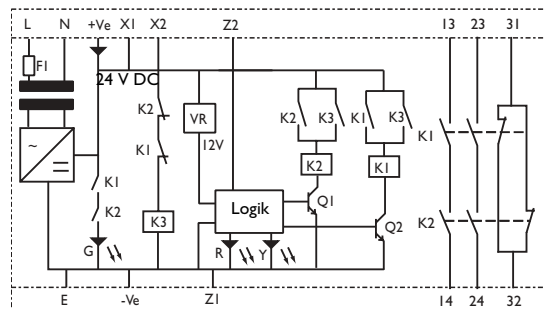 L N +Ve X1 X2 Z2 13 23 31
F1
24 V DC
K2 VR K2 K3 K1 K3 K1
K1 12V
K2 K1
~ =
K1
K2 K3 Logik Q1 K2
G R Y Q2
E -Ve Z1 14 24 32